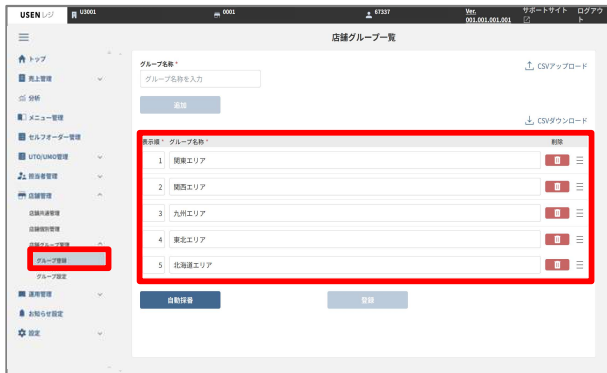 USEN レジ
U3001
0001
67337
Ver. 001.001.001.001
サポートサイト
ログアウト
店舗グループ一覧
トップ
売上管理
分析
メニュー管理
セルフオーダー管理
UTO/UMO管理
担当者管理
店舗管理
店舗共通管理
店舗個別管理
店舗グループ管理
グループ登録
グループ設定
運用管理
お知らせ設定
設定
グループ名称 *
グループ名称を入力
追加
CSVアップロード
CSVダウンロード
表示順 * グループ名称 * 削除
1 関東エリア
2 関西エリア
3 九州エリア
4 東北エリア
5 北海道エリア
自動採番
登録